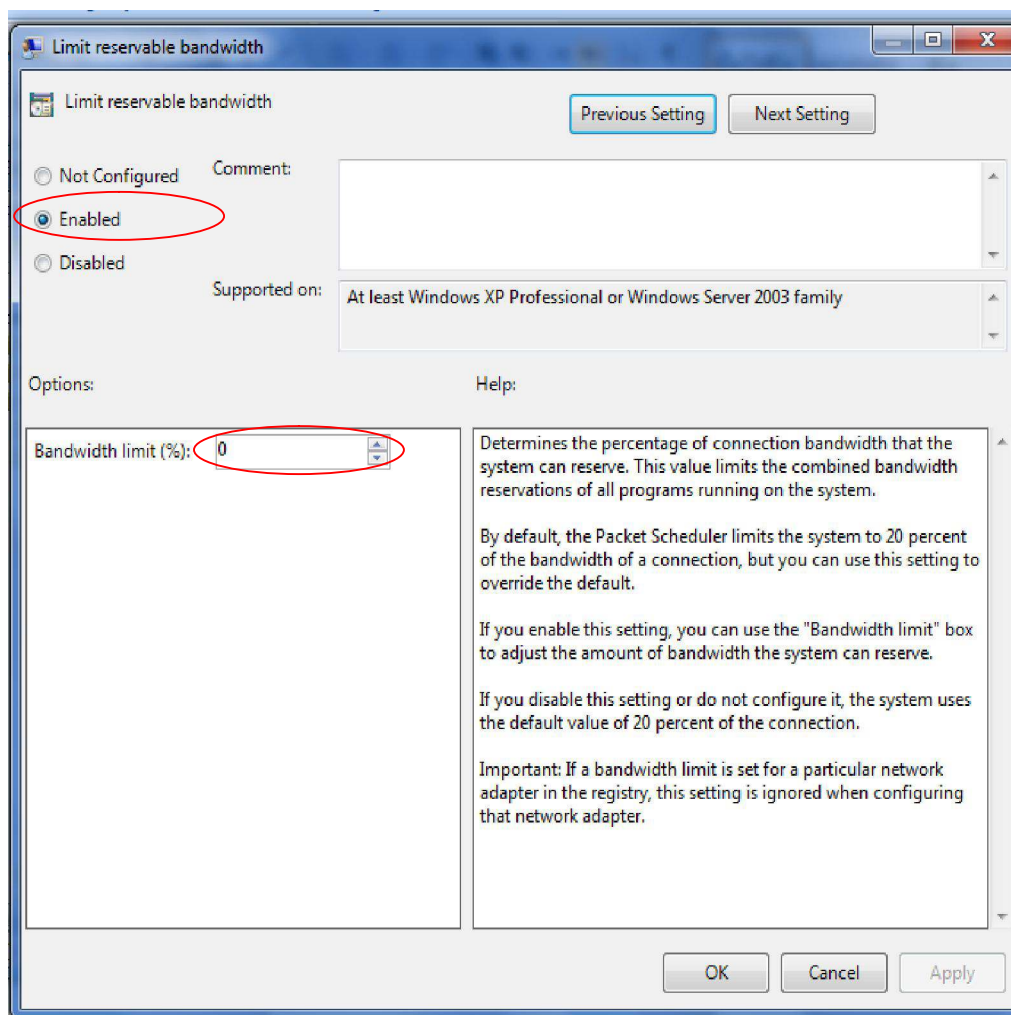 Limit reservable bandwidth
Limit reservable bandwidth
Previous Setting
Next Setting
Not Configured
Comment:
Enabled
Disabled
Supported on:
At least Windows XP Professional or Windows Server 2003 family
Options:
Help:
Bandwidth limit (%):
0
Determines the percentage of connection bandwidth that the
system can reserve. This value limits the combined bandwidth
reservations of all programs running on the system.
By default, the Packet Scheduler limits the system to 20 percent
of the bandwidth of a connection, but you can use this setting to
override the default.
If you enable this setting, you can use the "Bandwidth limit" box
to adjust the amount of bandwidth the system can reserve.
If you disable this setting or do not configure it, the system uses
the default value of 20 percent of the connection.
Important: If a bandwidth limit is set for a particular network
adapter in the registry, this setting is ignored when configuring
that network adapter.
OK
Cancel
Apply